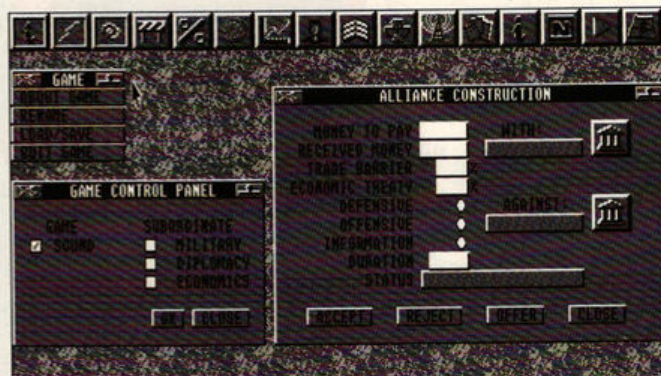 GAME
ABOUT GAME
RENAME
LOAD/SAVE
QUIT GAME
GAME CONTROL PANEL
GAME
SUBORDINATE
SOUND
MILITARY
DIPLOMACY
ECONOMICS
OK
CLOSE
ALLIANCE CONSTRUCTION
MONEY TO PAY
WITH:
RECEIVED MONEY
TRADE BARRIER
%
ECONOMIC TREATY
%
DEFENSIVE
AGAINST:
OFFENSIVE
INFORMATION
DURATION
STATUS
ACCEPT
REJECT
OFFER
CLOSE